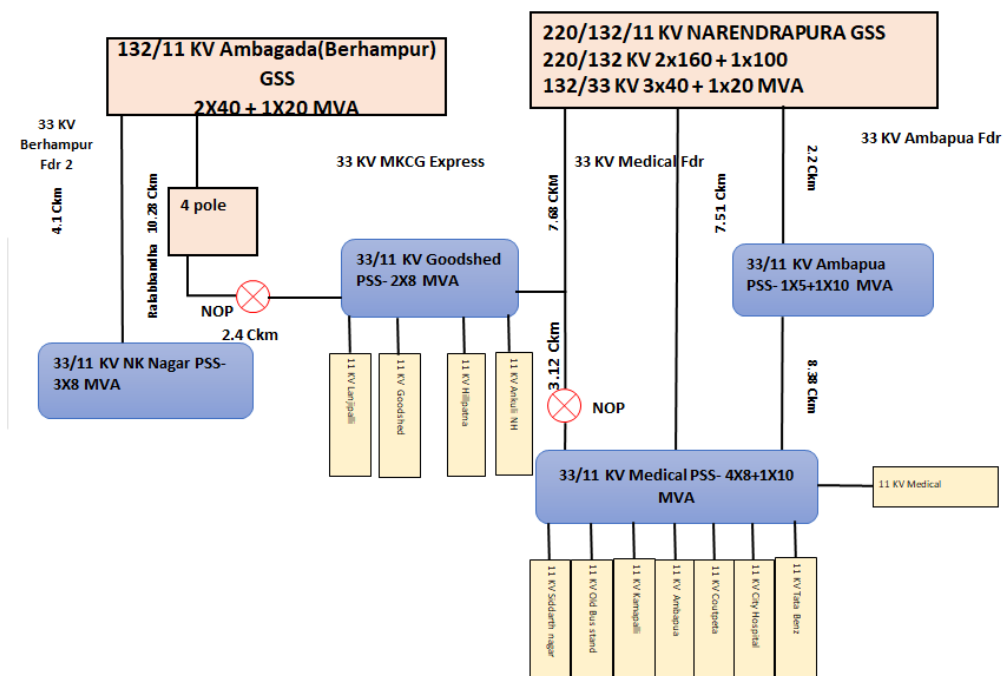 132/11 KV Ambagada(Berhampur)
GSS
2X40 + 1X20 MVA
220/132/11 KV NARENDRAPURA GSS
220/132 KV 2x160 + 1x100
132/33 KV 3x40 + 1x20 MVA
33 KV
Berhampur
Fdr 2
33 KV MKCG Express
33 KV Medical Fdr
33 KV Ambapua Fdr
4.1 Ckm
Ralabbandha 10.28 Ckm
4 pole
7.68 CKM
7.51 Ckm
2.2 Ckm
33/11 KV Goodshed
PSS- 2X8 MVA
33/11 KV Ambapua
PSS- 1X5+1X10 MVA
NOP
2.4 Ckm
3.12 Ckm
8.38 Ckm
33/11 KV NK Nagar PSS-
3X8 MVA
11 KV Lanjipalli
11 KV Goodshed
11 KV Hillpatna
11 KV Ankuli NH
NOP
33/11 KV Medical PSS- 4X8+1X10
MVA
11 KV Medical
11 KV Siddarth nagar
11 KV Old Bus stand
11 KV Kamapalli
11 KV Ambapua
11 KV Coutpeta
11 KV City Hospital
11 KV Tata Benz